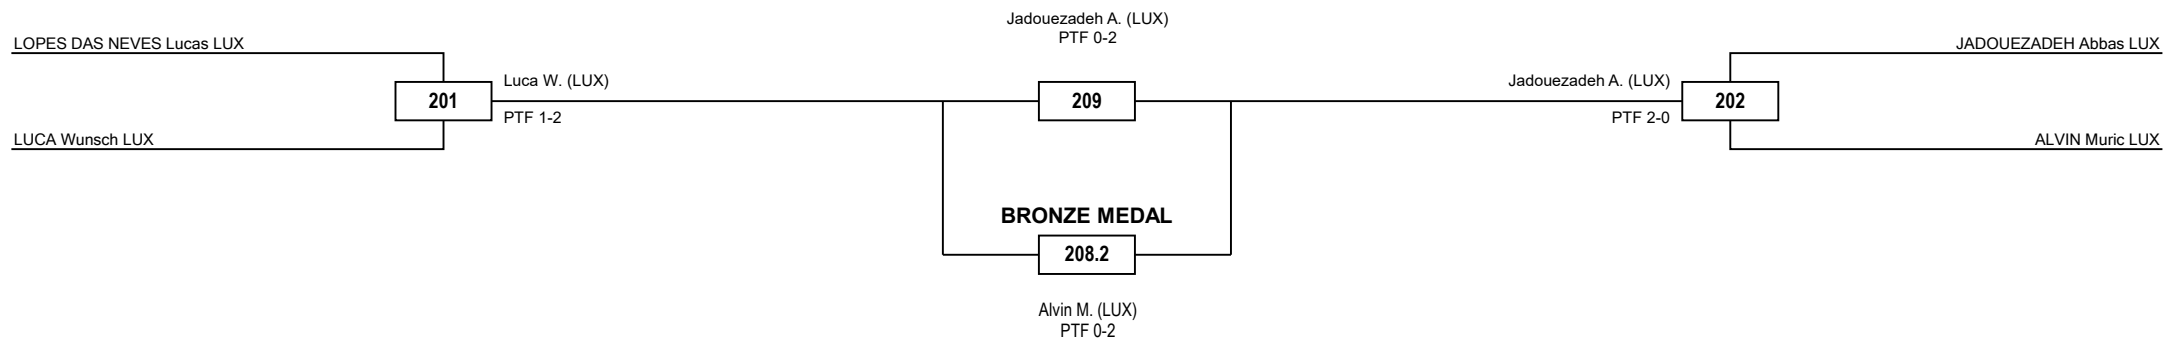 Jadouezadeh A. (LUX)
PTF 0-2
LOPES DAS NEVES Lucas LUX
JADOUEZADEH Abbas LUX
Luca W. (LUX)
Jadouezadeh A. (LUX)
201
209
202
PTF 1-2
PTF 2-0
LUCA Wunsch LUX
ALVIN Muric LUX
BRONZE MEDAL
208.2
Alvin M. (LUX)
PTF 0-2